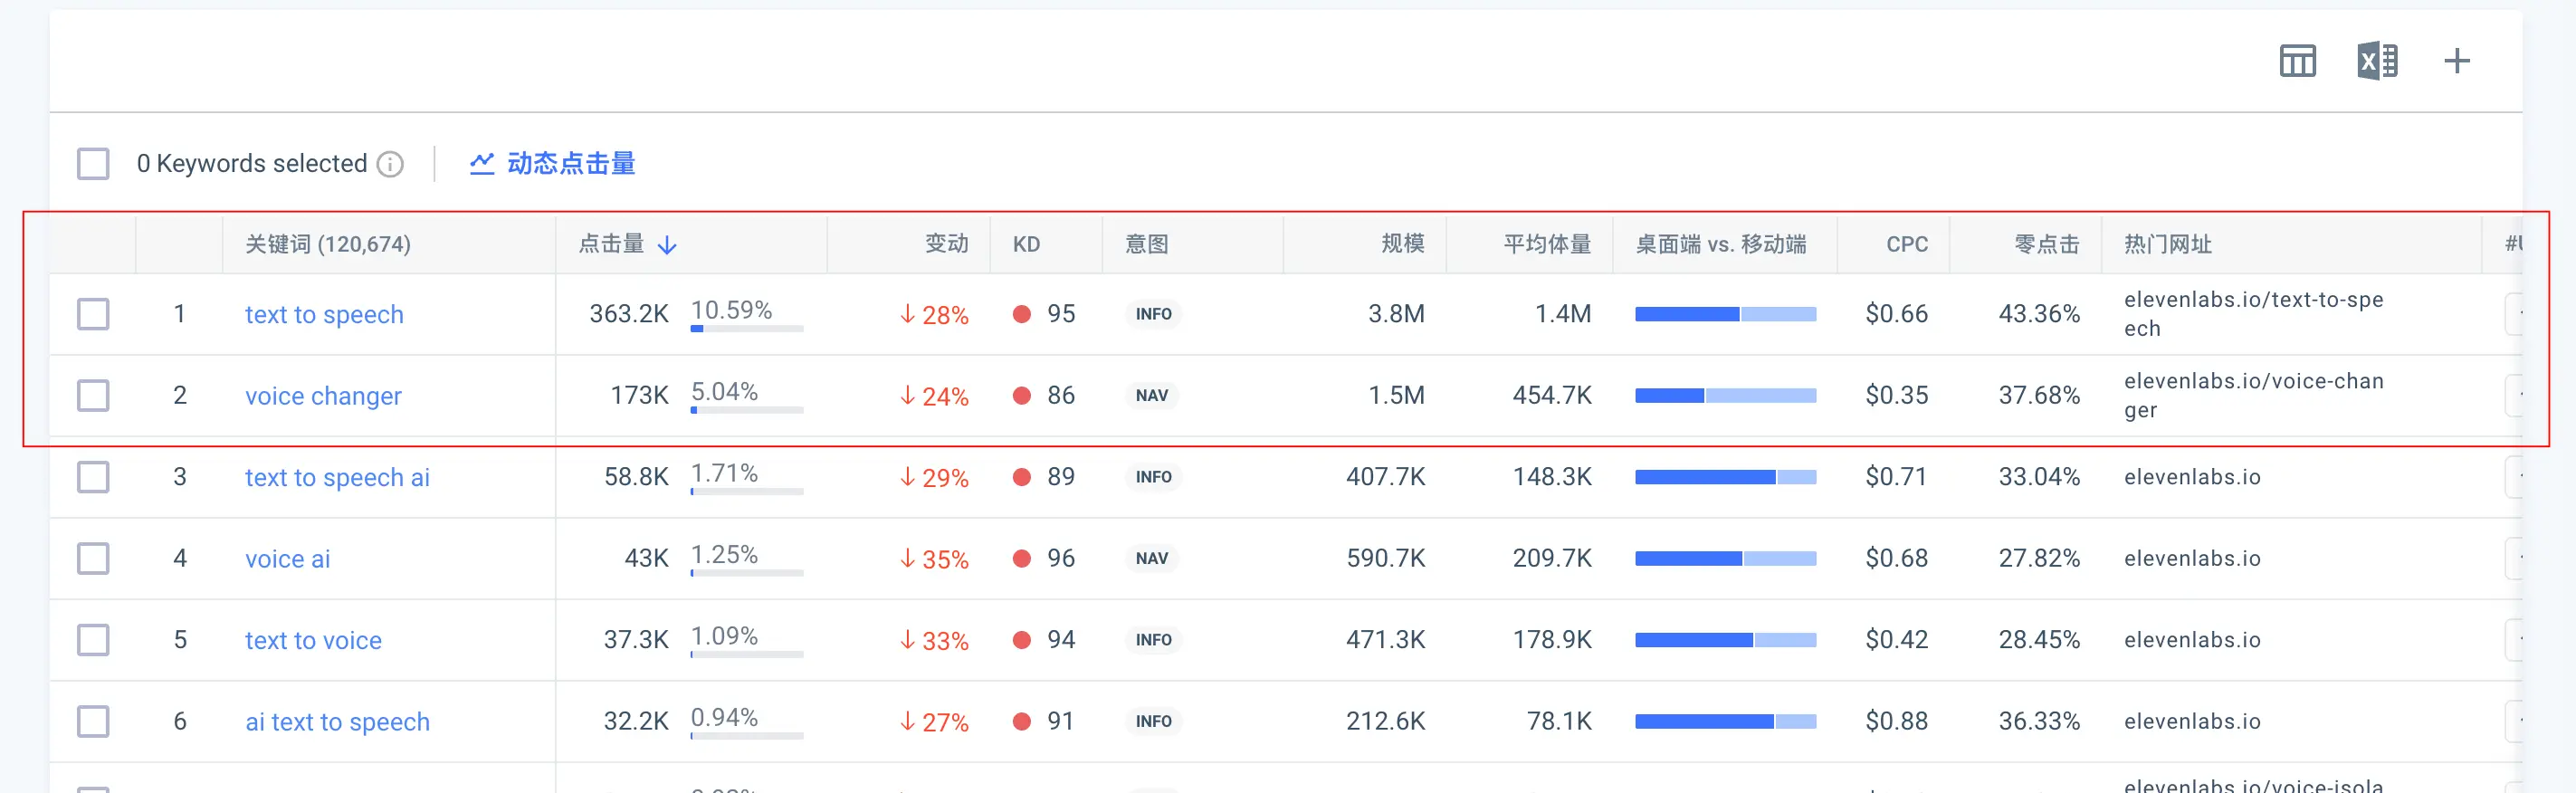 0 Keywords selected 动态点击量
关键词 (120,674) 点击量 变动 KD 意图 规模 平均体量 桌面端 vs. 移动端 CPC 零点击 热门网址
1 text to speech 363.2K 10.59% 28% 95 INFO 3.8M 1.4M $0.66 43.36% elevenlabs.io/text-to-spe
ech
2 voice changer 173K 5.04% 24% 86 NAV 1.5M 454.7K $0.35 37.68% elevenlabs.io/voice-chan
ger
3 text to speech ai 58.8K 1.71% 29% 89 INFO 407.7K 148.3K $0.71 33.04% elevenlabs.io
4 voice ai 43K 1.25% 35% 96 NAV 590.7K 209.7K $0.68 27.82% elevenlabs.io
5 text to voice 37.3K 1.09% 33% 94 INFO 471.3K 178.9K $0.42 28.45% elevenlabs.io
6 ai text to speech 32.2K 0.94% 27% 91 INFO 212.6K 78.1K $0.88 36.33% elevenlabs.io
elevenlabs.io/voice-isola